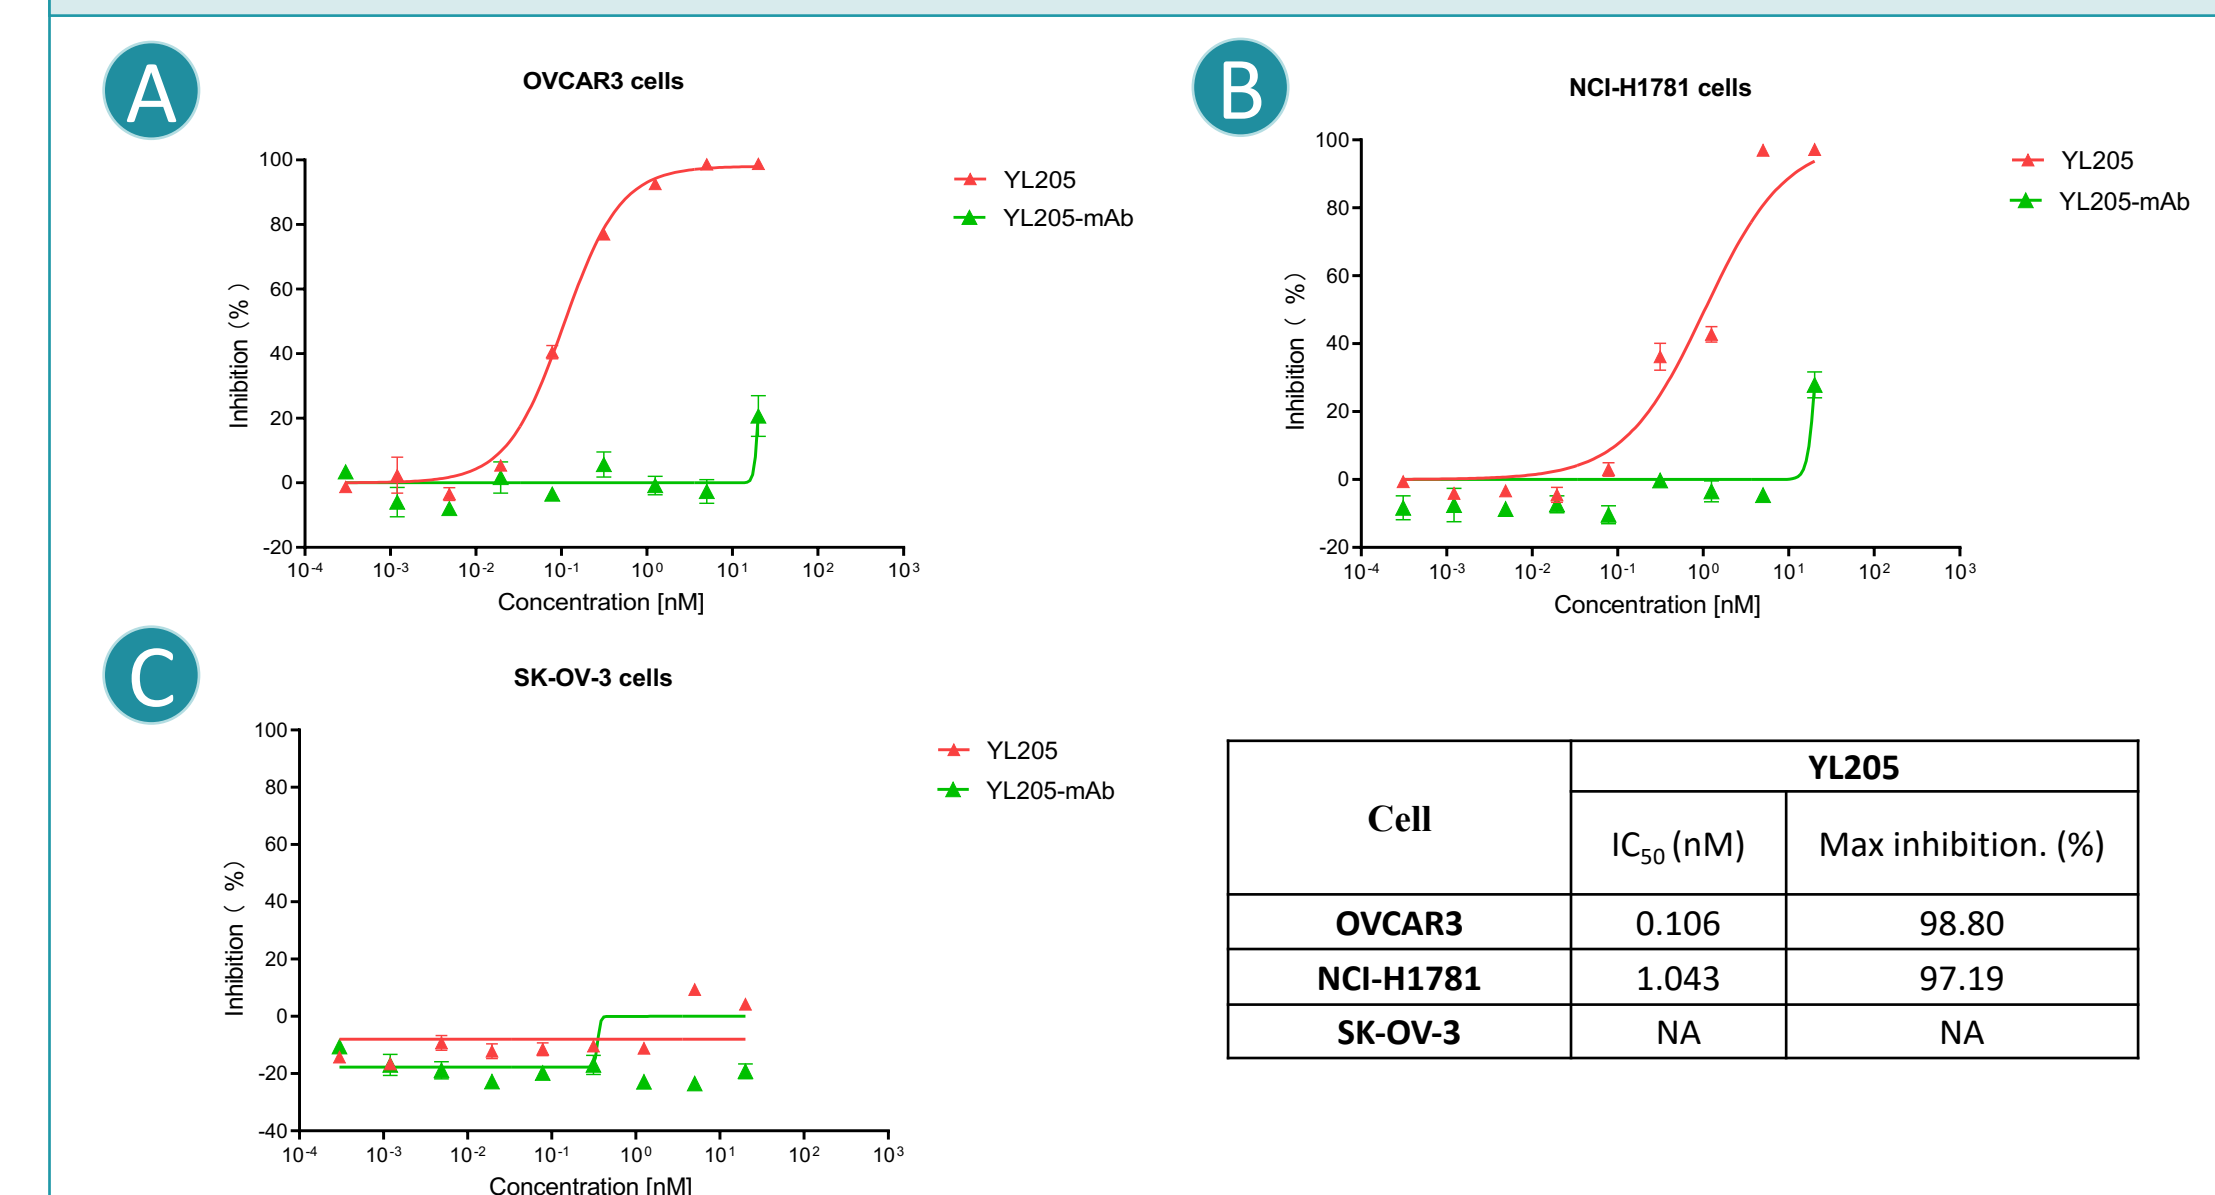 A
OVCAR3 cells
Inhibition (%)
100
80
60
40
20
0
-20
10-4 10-3 10-2 10-1 100 101 102 103
Concentration [nM]
YL205
YL205-mAb
B
NCI-H1781 cells
Inhibition ( %)
100
80
60
40
20
0
-20
10-4 10-3 10-2 10-1 100 101 102 103
Concentration [nM]
YL205
YL205-mAb
C
SK-OV-3 cells
Inhibition ( %)
100
80
60
40
20
0
-20
-40
10-4 10-3 10-2 10-1 100 101 102 103
Concentration [nM]
YL205
YL205-mAb
Cell YL205
IC50 (nM) Max inhibition. (%)
OVCAR3 0.106 98.80
NCI-H1781 1.043 97.19
SK-OV-3 NA NA